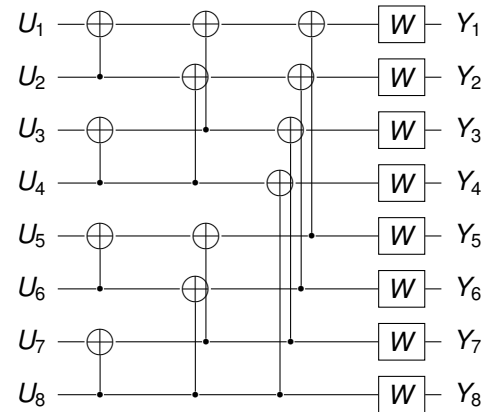 U1 W Y1
U2 W Y2
U3 W Y3
U4 W Y4
U5 W Y5
U6 W Y6
U7 W Y7
U8 W Y8